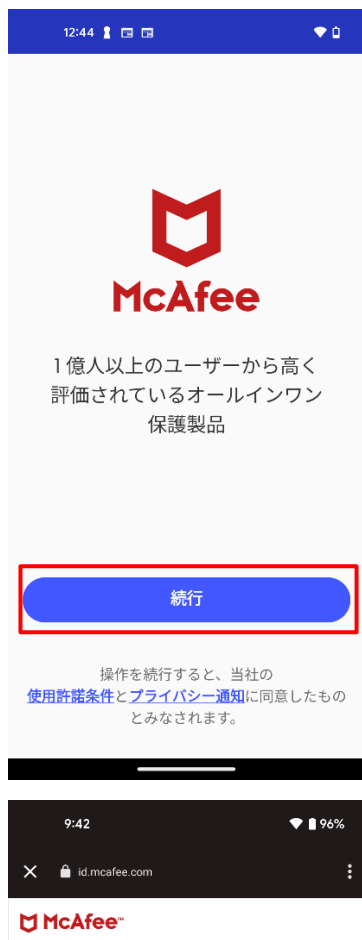 12:44
McAfee
1億人以上のユーザーから高く
評価されているオールインワン
保護製品
続行
操作を続行すると、当社の
使用許諾条件とプライバシー通知に同意したもの
とみなされます。
9:42 96%
id.mcafee.com
McAfee™